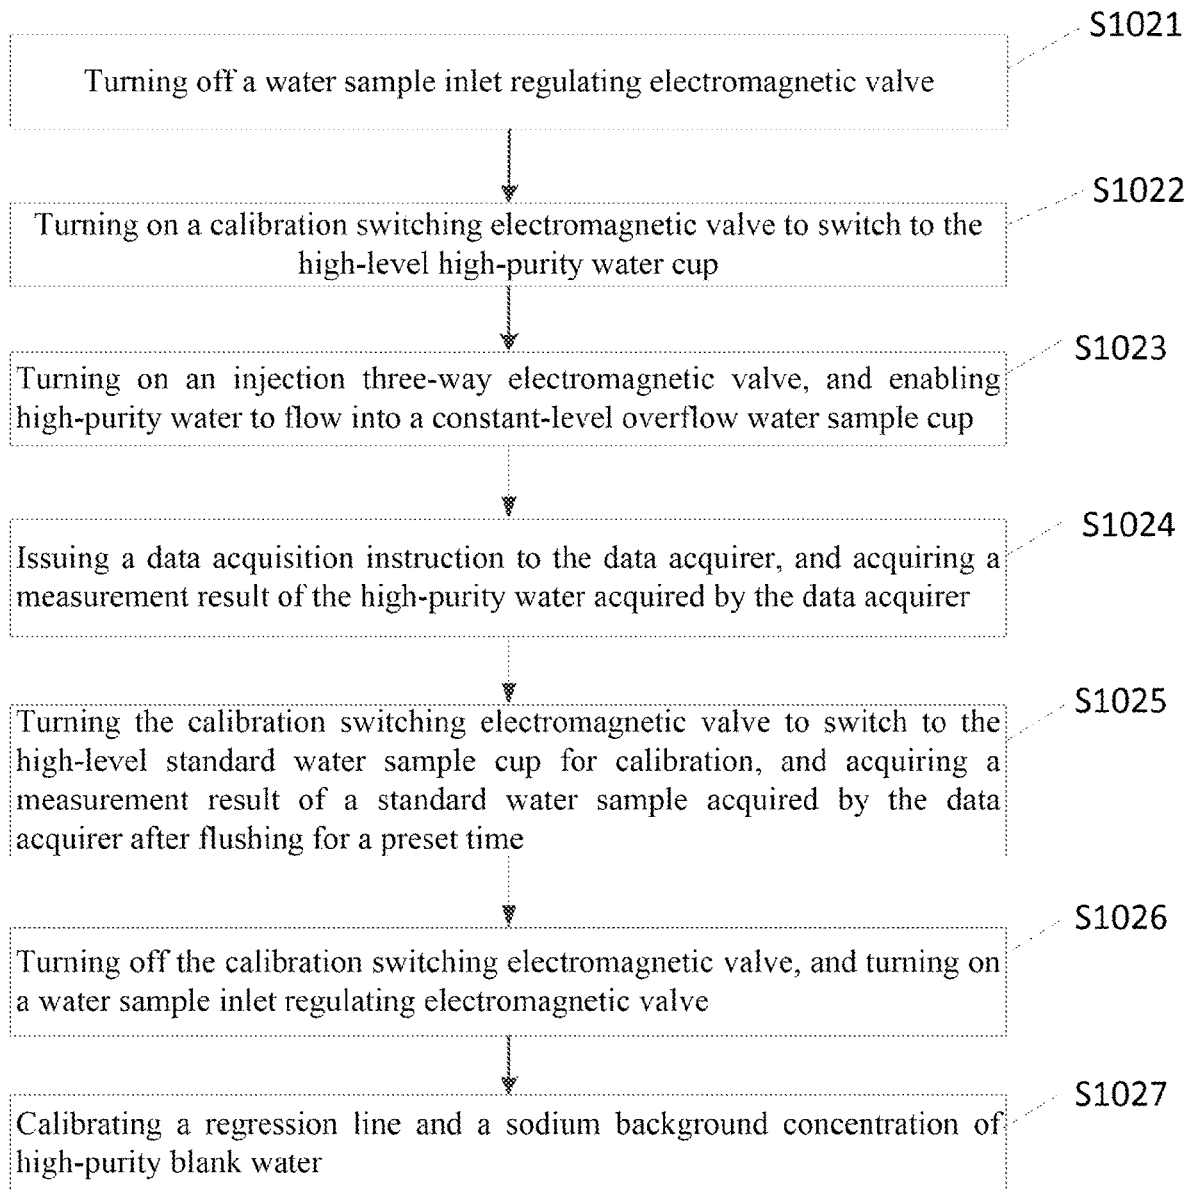 S1021
Turning off a water sample inlet regulating electromagnetic valve
S1022
Turning on a calibration switching electromagnetic valve to switch to the
high-level high-purity water cup
S1023
Turning on an injection three-way electromagnetic valve, and enabling
high-purity water to flow into a constant-level overflow water sample cup
S1024
Issuing a data acquisition instruction to the data acquirer, and acquiring a
measurement result of the high-purity water acquired by the data acquirer
S1025
Turning the calibration switching electromagnetic valve to switch to the
high-level standard water sample cup for calibration, and acquiring a
measurement result of a standard water sample acquired by the data
acquirer after flushing for a preset time
S1026
Turning off the calibration switching electromagnetic valve, and turning on
a water sample inlet regulating electromagnetic valve
S1027
Calibrating a regression line and a sodium background concentration of
high-purity blank water